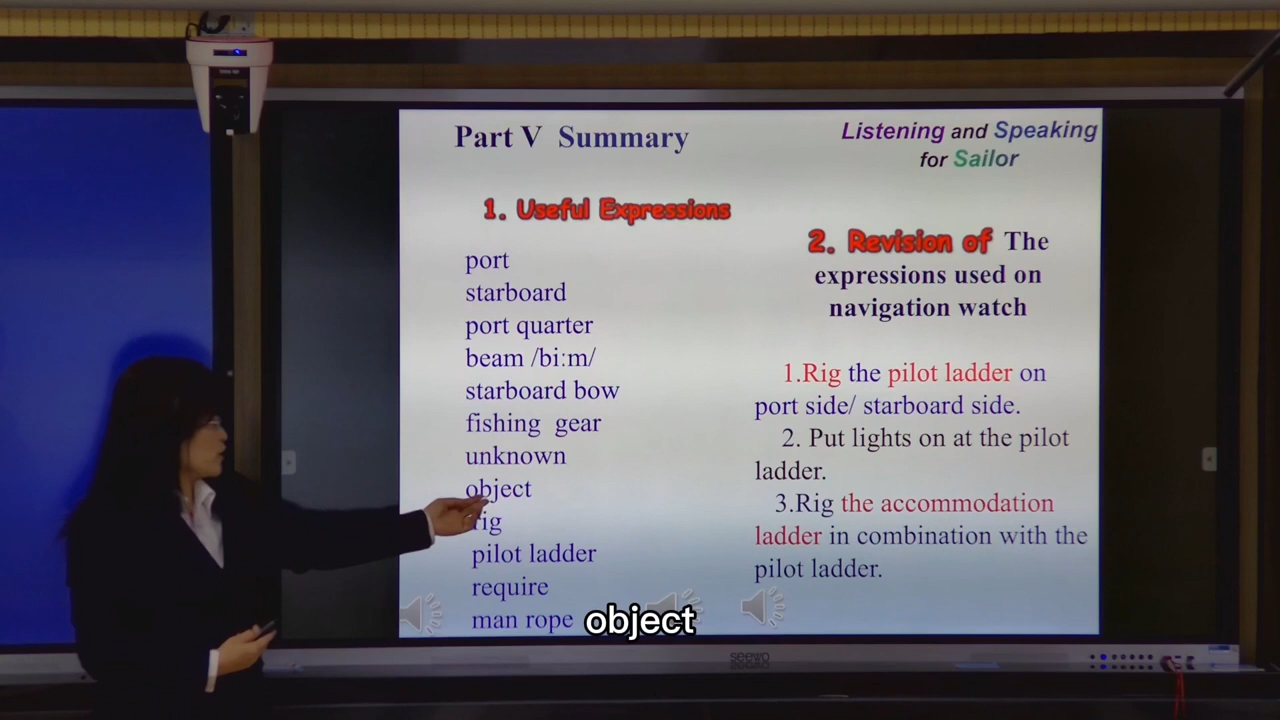 Part V Summary
Listening and Speaking
for Sailor
1. Useful Expressions
port
starboard
port quarter
beam /bi:m/
starboard bow
fishing gear
unknown
object
rig
pilot ladder
require
man rope
2. Revision of The
expressions used on
navigation watch
1.Rig the pilot ladder on
port side/ starboard side.
2. Put lights on at the pilot
ladder.
3.Rig the accommodation
ladder in combination with the
pilot ladder.
object
seewo